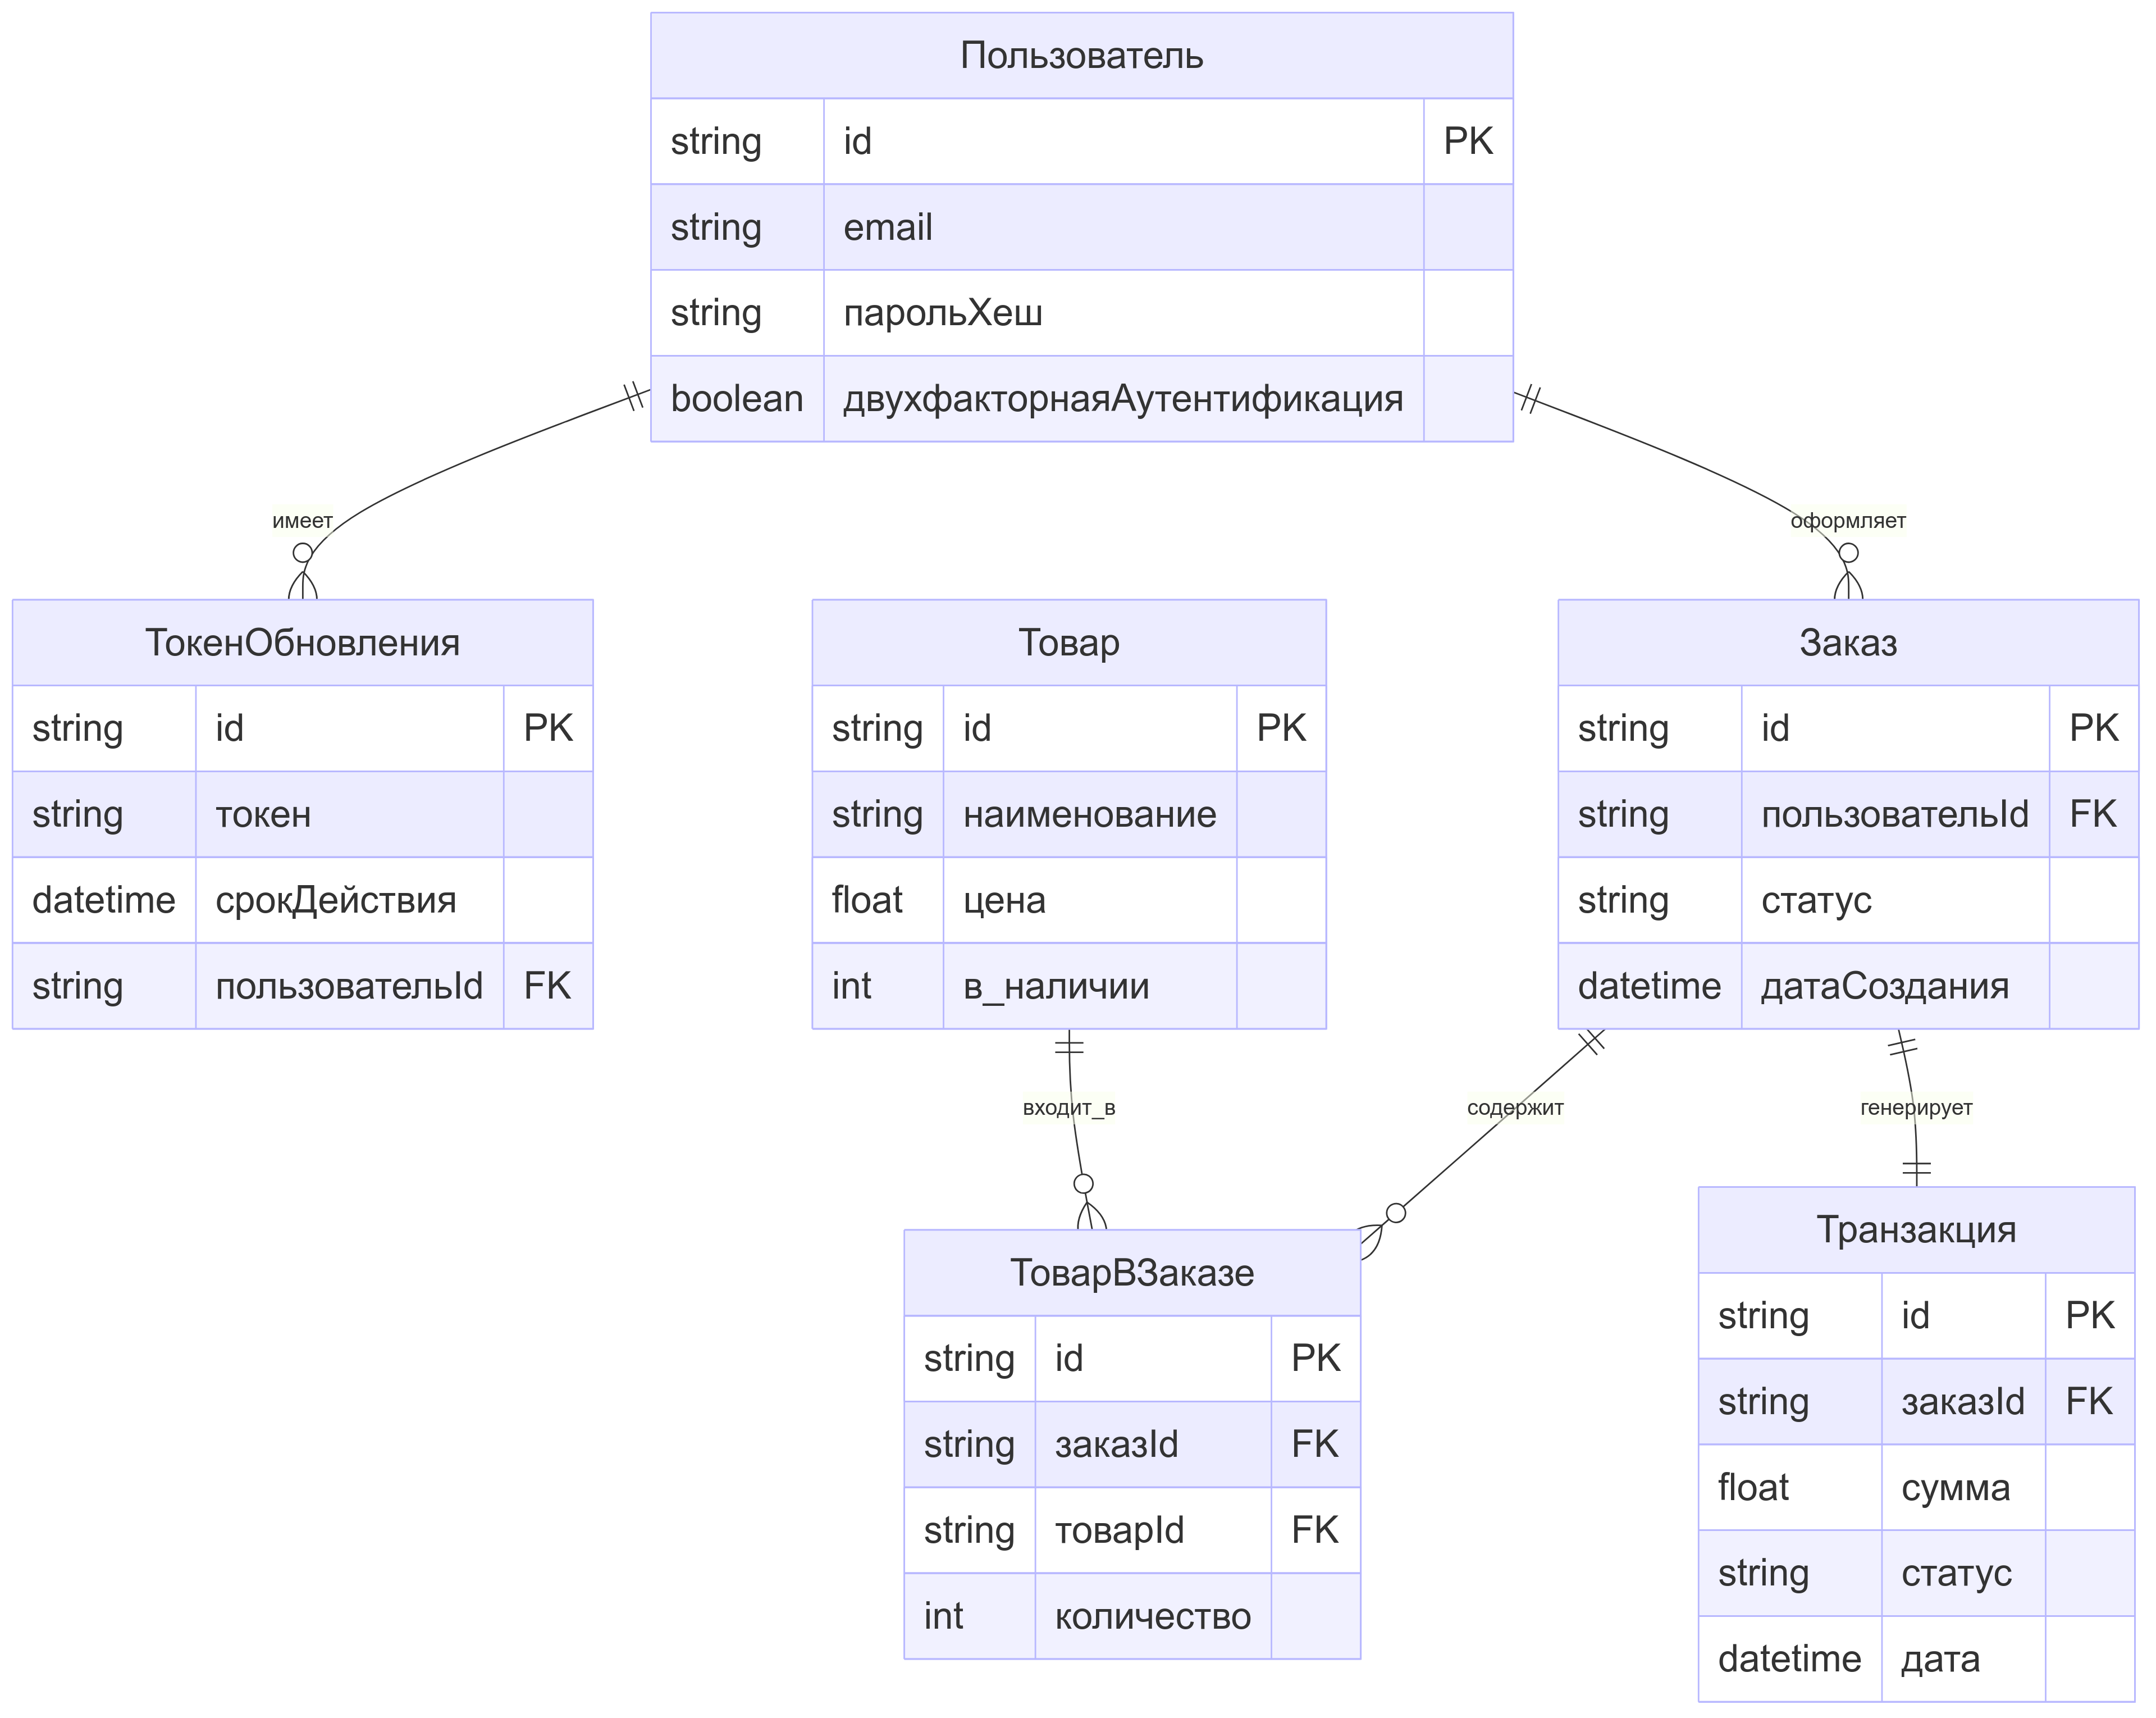 Пользователь
string id PK
string email
string парольХеш
boolean двухфакторнаяАутентификация
имеет
оформляет
ТокенОбновления
string id PK
string токен
datetime срокДействия
string пользовательId FK
Товар
string id PK
string наименование
float цена
int в_наличии
Заказ
string id PK
string пользовательId FK
string статус
datetime датаСоздания
входит_в
содержит
генерирует
ТоварВЗаказе
string id PK
string заказId FK
string товарId FK
int количество
Транзакция
string id PK
string заказId FK
float сумма
string статус
datetime дата